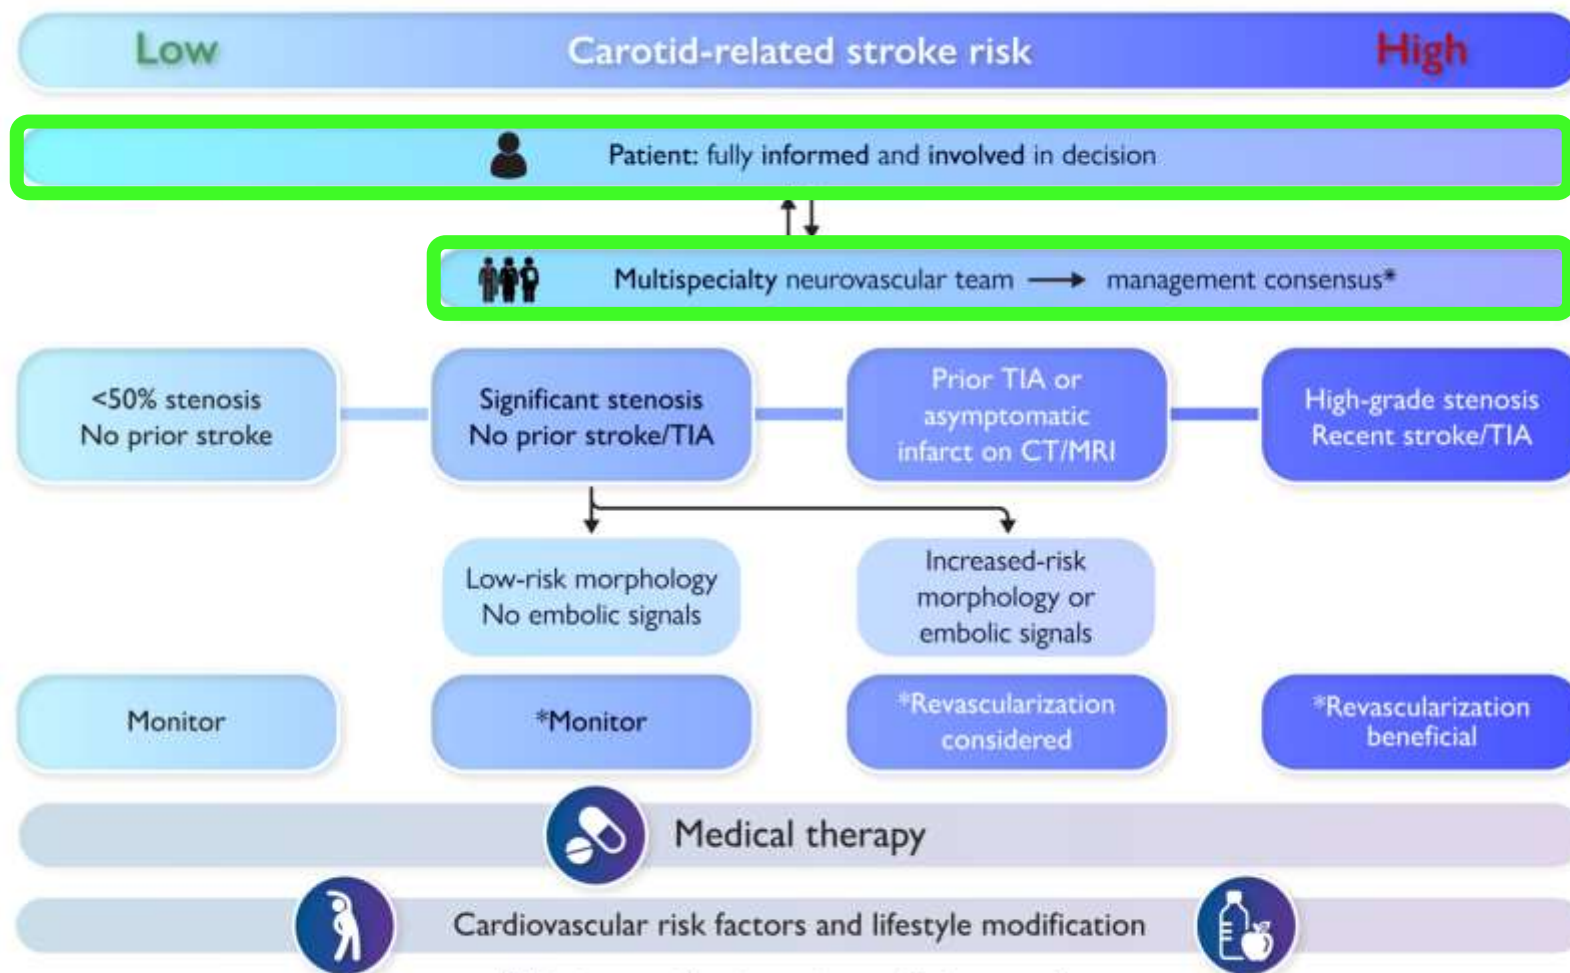 Low Carotid-related stroke risk High
Patient: fully informed and involved in decision
Multispecialty neurovascular team → management consensus*
<50% stenosis
No prior stroke
Significant stenosis
No prior stroke/TIA
Prior TIA or
asymptomatic
infarct on CT/MRI
High-grade stenosis
Recent stroke/TIA
Low-risk morphology
No embolic signals
Increased-risk
morphology or
embolic signals
Monitor
*Monitor
*Revascularization
considered
*Revascularization
beneficial
Medical therapy
Cardiovascular risk factors and lifestyle modification